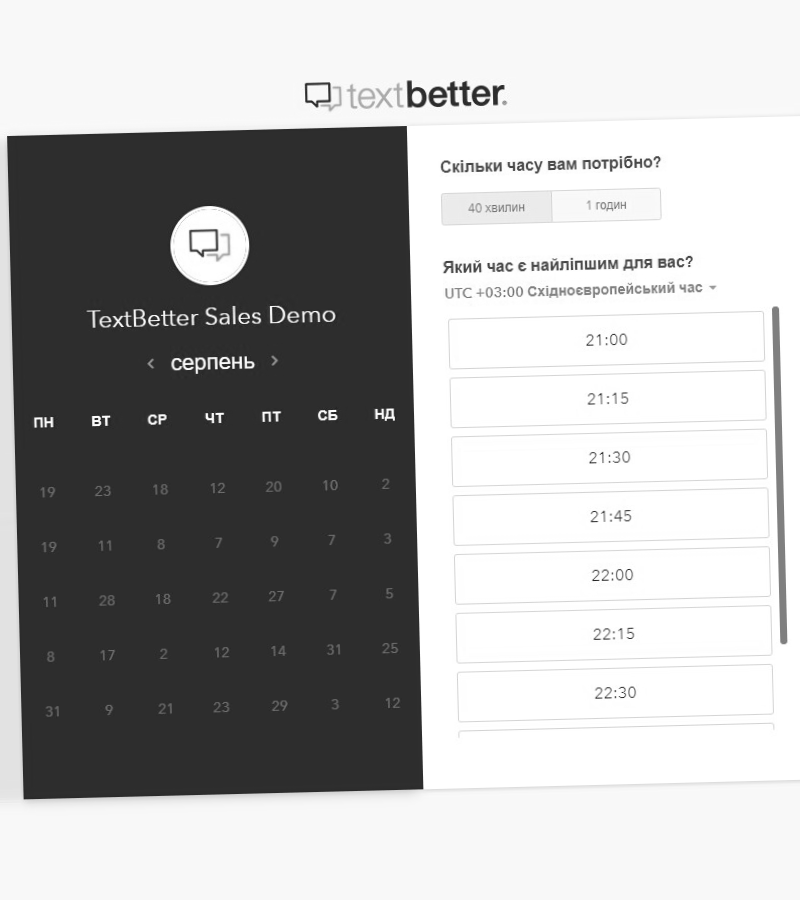 textbetter.
TextBetter Sales Demo
серпень
ПН ВТ СР ЧТ ПТ СБ НД
19 23 18 12 20 10 2
19 11 8 7 9 7 3
11 28 18 22 27 7 5
8 17 2 12 14 31 25
31 9 21 23 29 3 12
Скільки часу вам потрібно?
40 хвилин 1 годин
Який час є найліпшим для вас?
UTC +03:00 Східноєвропейський час
21:00
21:15
21:30
21:45
22:00
22:15
22:30